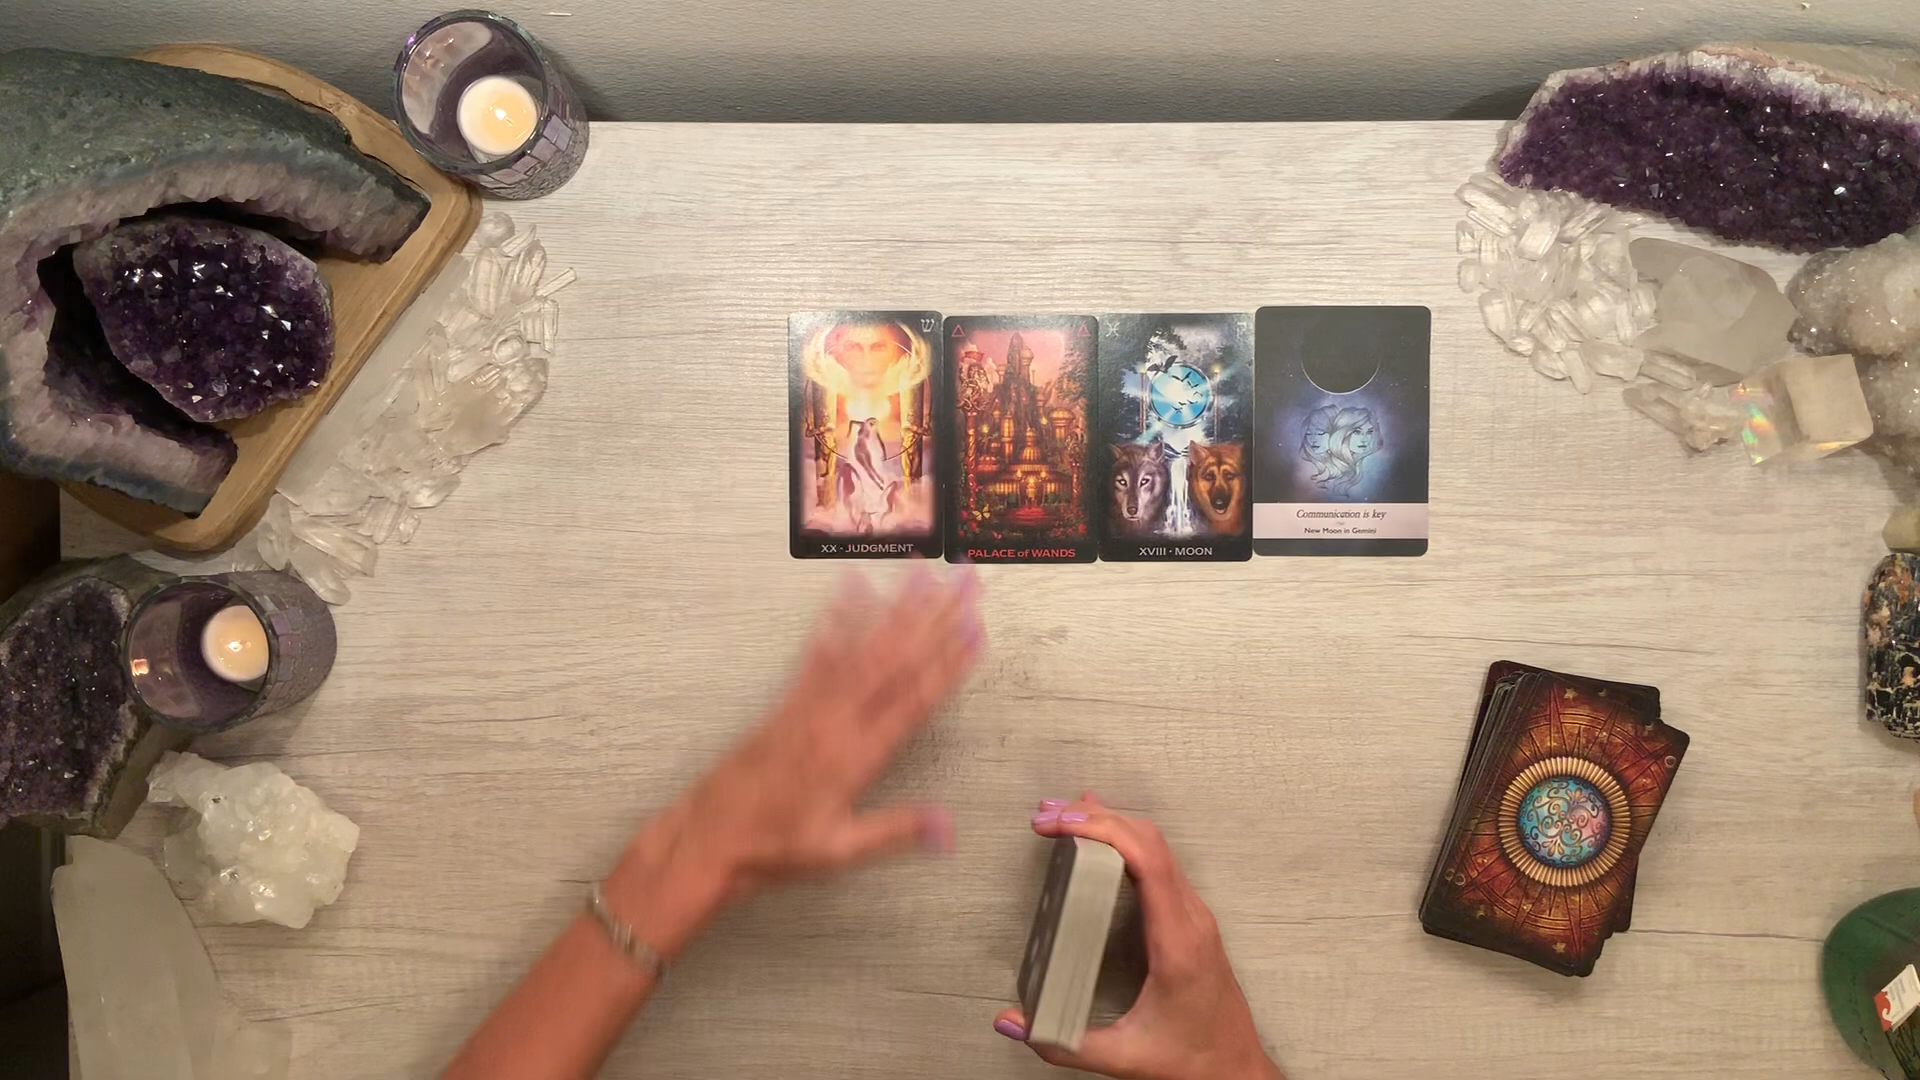 XX · JUDGMENT
PALACE of WANDS
XVIII · MOON
Communication is key
New Moon in Gemini